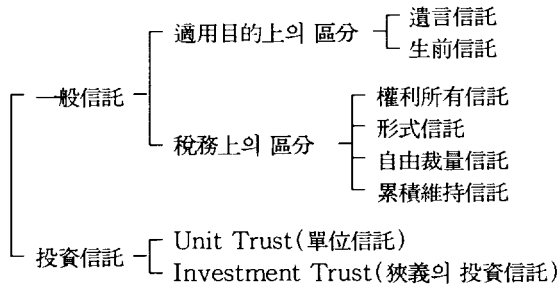 遺言信託
適用目的上의 區分
生前信託
一般信託
權利所有信託
形式信託
稅務上의 區分
自由裁量信託
累積維持信託
Unit Trust(單位信託)
投資信託
Investment Trust(狹義의 投資信託)